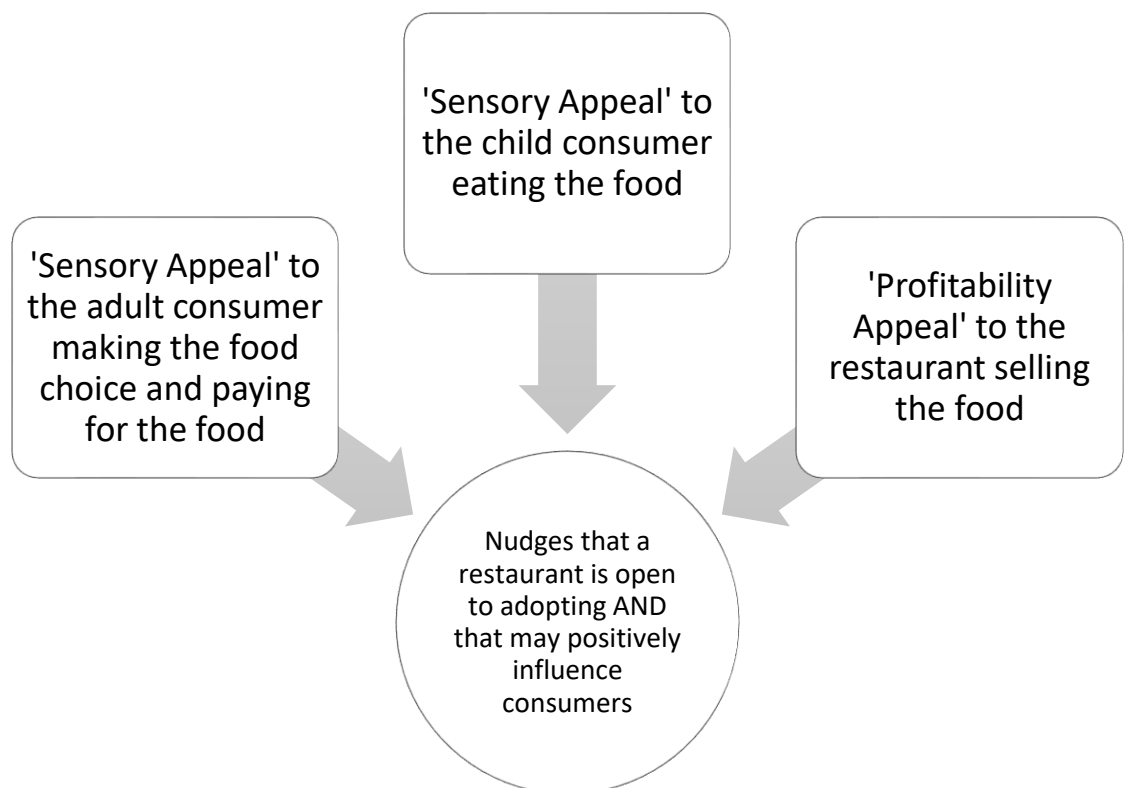 'Sensory Appeal' to
the child consumer
eating the food
'Sensory Appeal' to
the adult consumer
making the food
choice and paying
for the food
'Profitability
Appeal' to the
restaurant selling
the food
Nudges that a
restaurant is open
to adopting AND
that may positively
influence
consumers